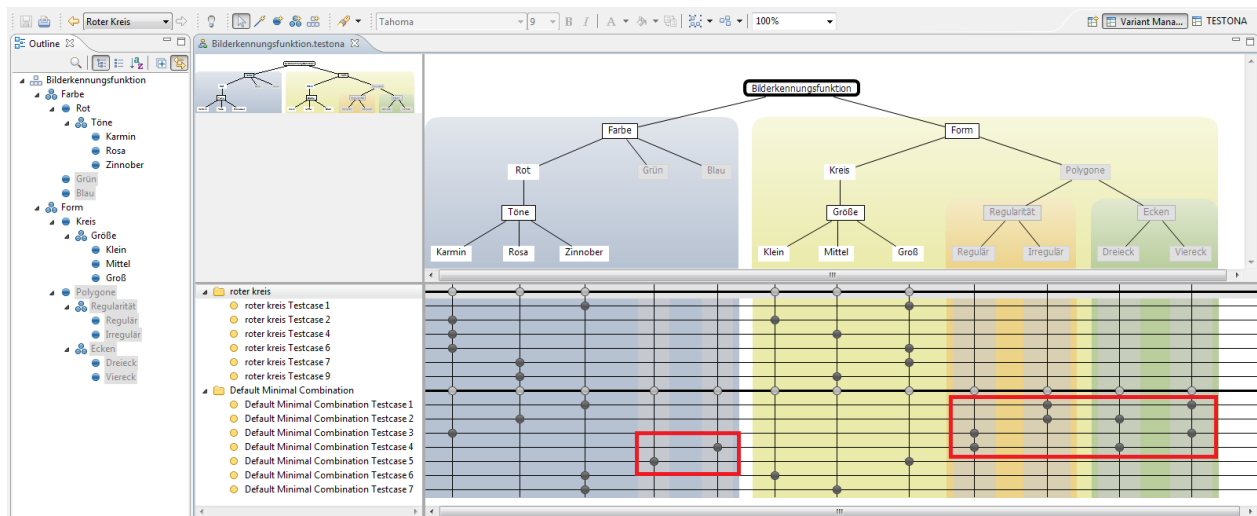 Roter Kreis
Tahoma
9
B I A
100%
Variant Mana...
TESTONA
Outline
Bilderkennungsfunktion.testona
Bilderkennungsfunktion
Farbe
Rot
Töne
Karmin
Rosa
Zinnober
Grün
Blau
Form
Kreis
Größe
Klein
Mittel
Groß
Polygone
Regularität
Regulär
Irregulär
Ecken
Dreieck
Viereck
Bilderkennungsfunktion
Farbe Form
Rot Grün Blau Kreis Polygone
Töne Größe Regularität Ecken
Karmin Rosa Zinnober Klein Mittel Groß Regulär Irregulär Dreieck Viereck
roter kreis
roter kreis Testcase 1
roter kreis Testcase 2
roter kreis Testcase 4
roter kreis Testcase 6
roter kreis Testcase 7
roter kreis Testcase 9
Default Minimal Combination
Default Minimal Combination Testcase 1
Default Minimal Combination Testcase 2
Default Minimal Combination Testcase 3
Default Minimal Combination Testcase 4
Default Minimal Combination Testcase 5
Default Minimal Combination Testcase 6
Default Minimal Combination Testcase 7